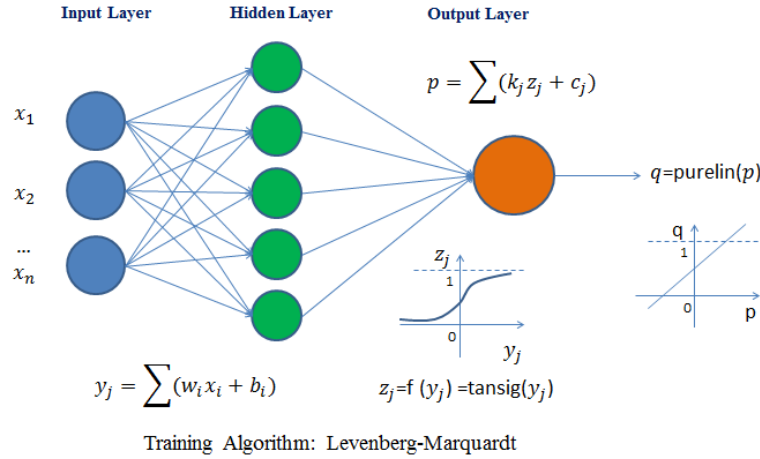 Input Layer
Hidden Layer
Output Layer
p = ∑(k_j z_j + c_j)
x_1
x_2
...
x_n
q=purelin(p)
z_j
1
0
y_j
q
1
0
p
y_j = ∑(w_i x_i + b_i)
z_j=f (y_j) =tansig(y_j)
Training Algorithm: Levenberg-Marquardt